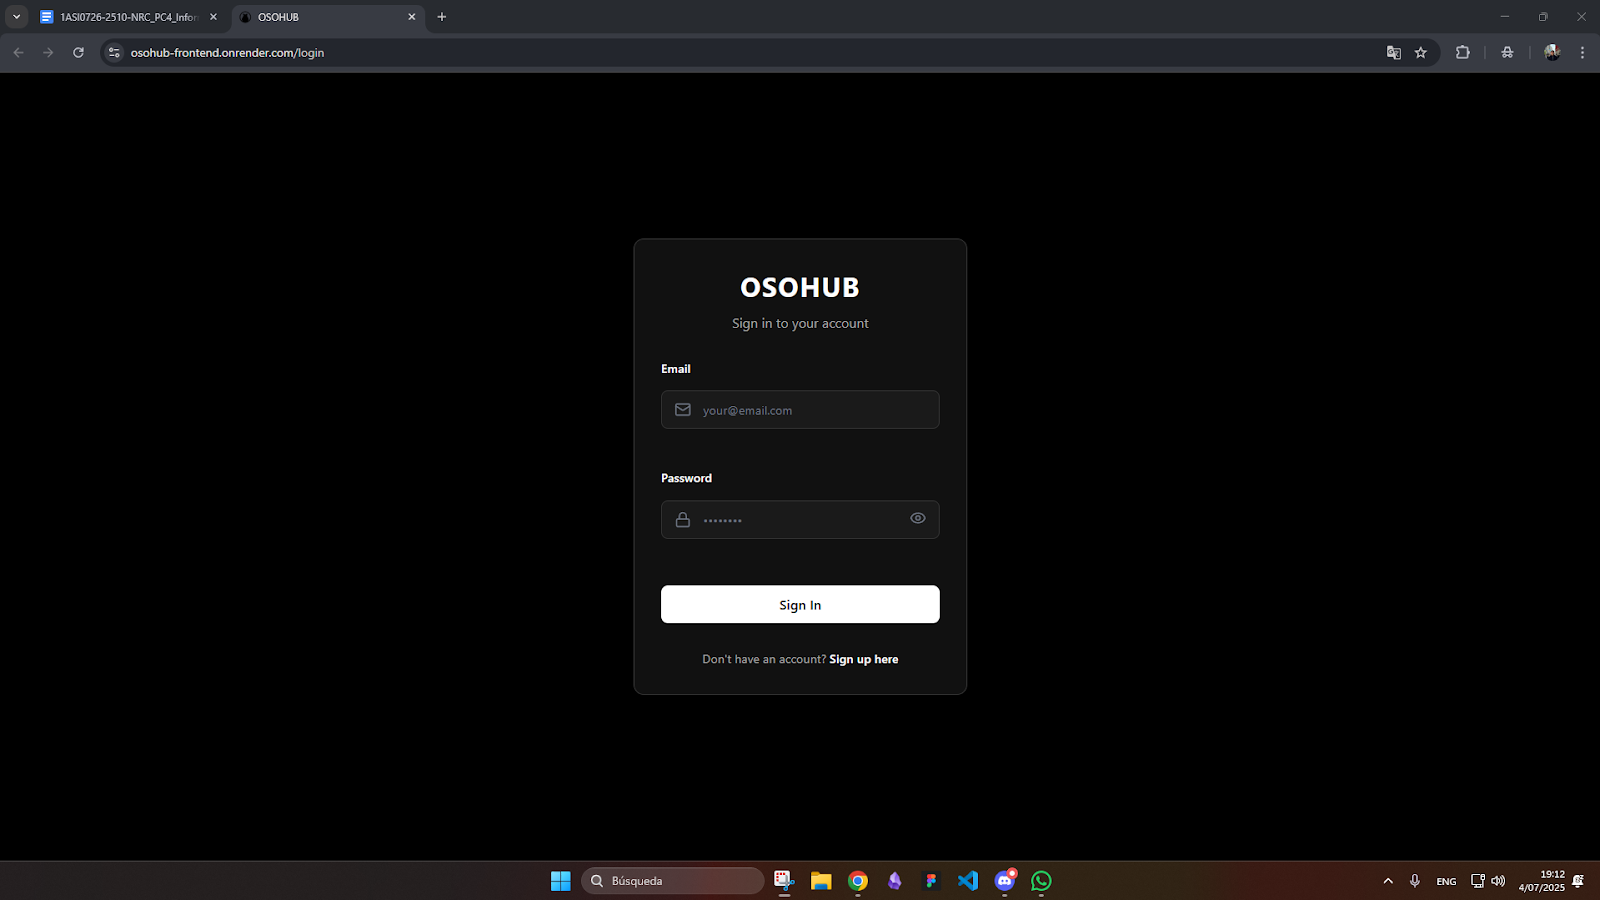 1ASI0726-2510-NRC_PC4_Infor
OSOHUB
osohub-frontend.onrender.com/login
OSOHUB
Sign in to your account
Email
your@email.com
Password
••••••••
Sign In
Don't have an account? Sign up here
Búsqueda
ENG
19:12
4/07/2025